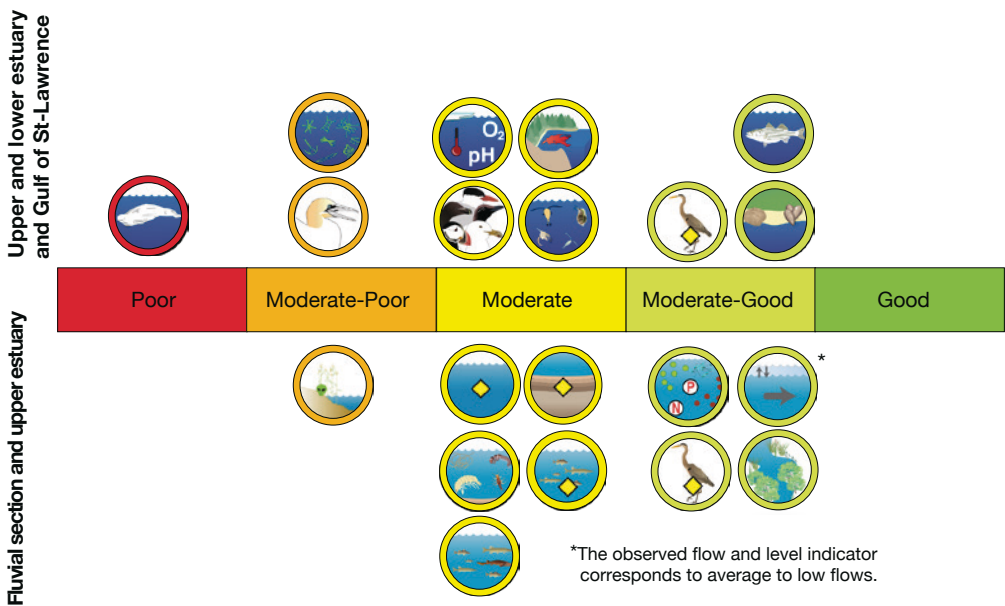 Upper and lower estuary
and Gulf of St-Lawrence
O₂
pH
Poor
Moderate-Poor
Moderate
Moderate-Good
Good
Fluvial section and upper estuary
P
N
*
*The observed flow and level indicator
corresponds to average to low flows.